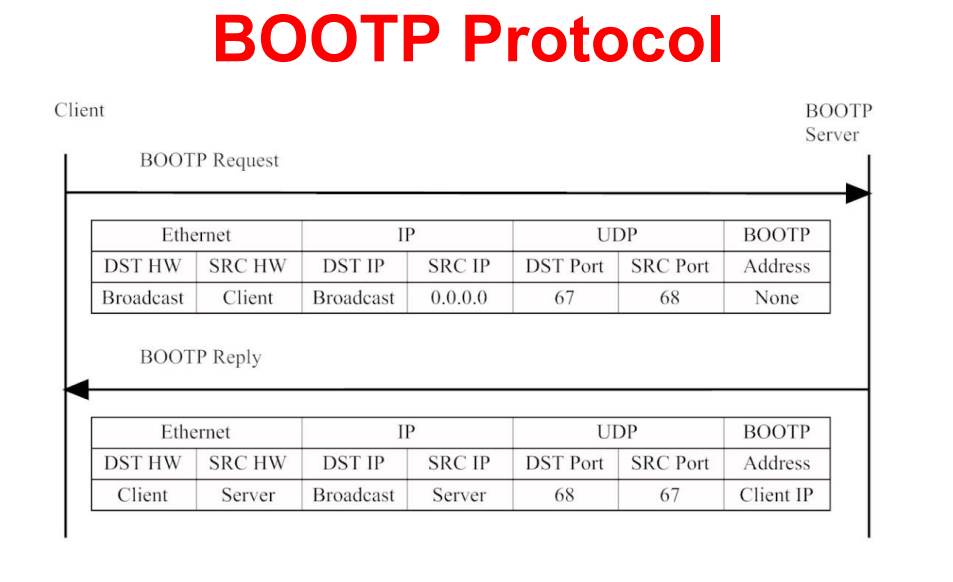 BOOTP Protocol
Client
BOOTP
Server
BOOTP Request
Ethernet IP UDP BOOTP
DST HW SRC HW DST IP SRC IP DST Port SRC Port Address
Broadcast Client Broadcast 0.0.0.0 67 68 None
BOOTP Reply
Ethernet IP UDP BOOTP
DST HW SRC HW DST IP SRC IP DST Port SRC Port Address
Client Server Broadcast Server 68 67 Client IP